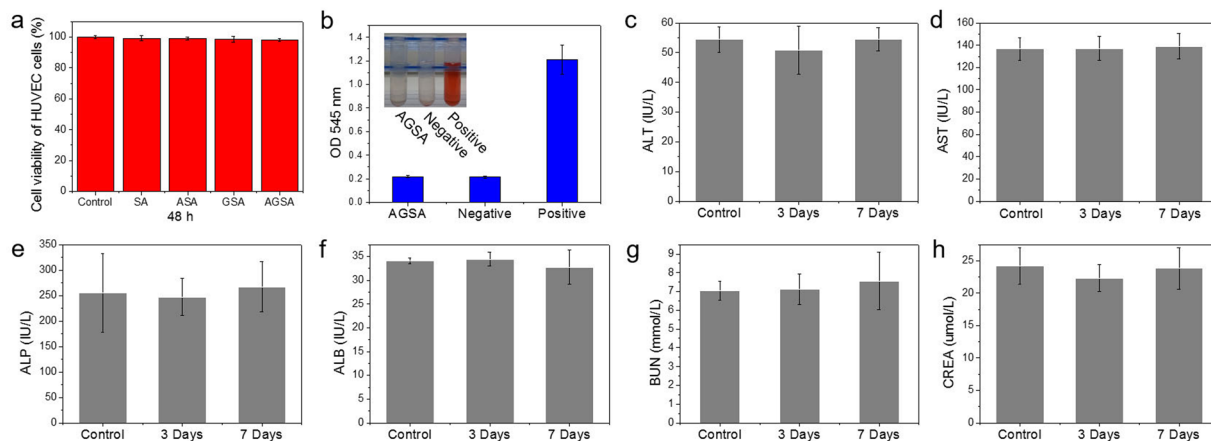 a
Cell viability of HUVEC cells (%)
100
80
60
40
20
0
Control SA ASA GSA AGSA
48 h
b
OD 545 nm
1.4
1.2
1.0
0.8
0.6
0.4
0.2
0.0
AGSA
Negative
Positive
AGSA Negative Positive
c
ALT (IU/L)
60
50
40
30
20
10
0
Control 3 Days 7 Days
d
AST (IU/L)
160
140
120
100
80
60
40
20
0
Control 3 Days 7 Days
e
ALP (IU/L)
350
300
250
200
150
100
50
0
Control 3 Days 7 Days
f
ALB (IU/L)
35
30
25
20
15
10
5
0
Control 3 Days 7 Days
g
BUN (mmol/L)
9
8
7
6
5
4
3
2
1
0
Control 3 Days 7 Days
h
CREA (umol/L)
25
20
15
10
5
0
Control 3 Days 7 Days